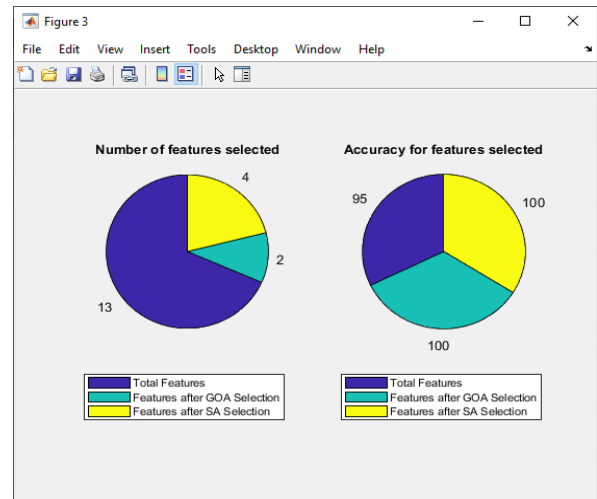 Figure 3
File Edit View Insert Tools Desktop Window Help
Number of features selected
4
2
13
Total Features
Features after GOA Selection
Features after SA Selection
Accuracy for features selected
95
100
100
Total Features
Features after GOA Selection
Features after SA Selection